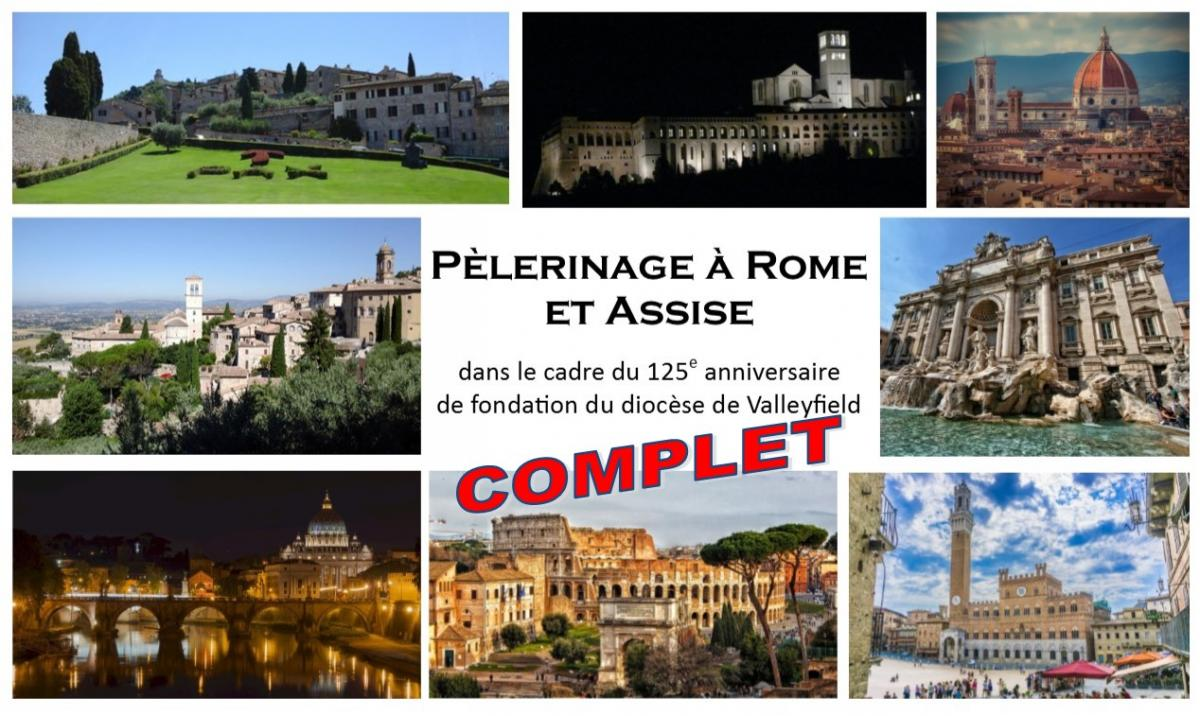 PÈLERINAGE À ROME
ET ASSISE
dans le cadre du 125e anniversaire
de fondation du diocèse de Valleyfield
COMPLET